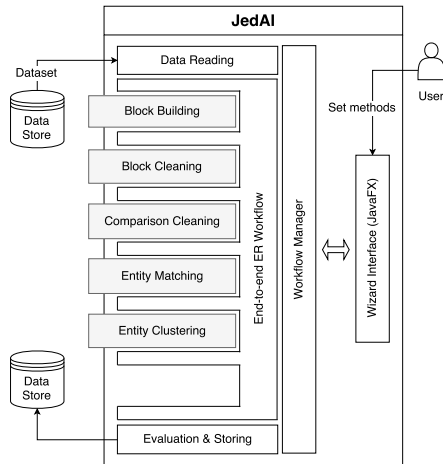 JedAI
Dataset
Data
Store
Data Reading
Block Building
Block Cleaning
Comparison Cleaning
Entity Matching
Entity Clustering
End-to-end ER Workflow
Workflow Manager
Set methods
User
Wizard Interface (JavaFX)
Data
Store
Evaluation & Storing